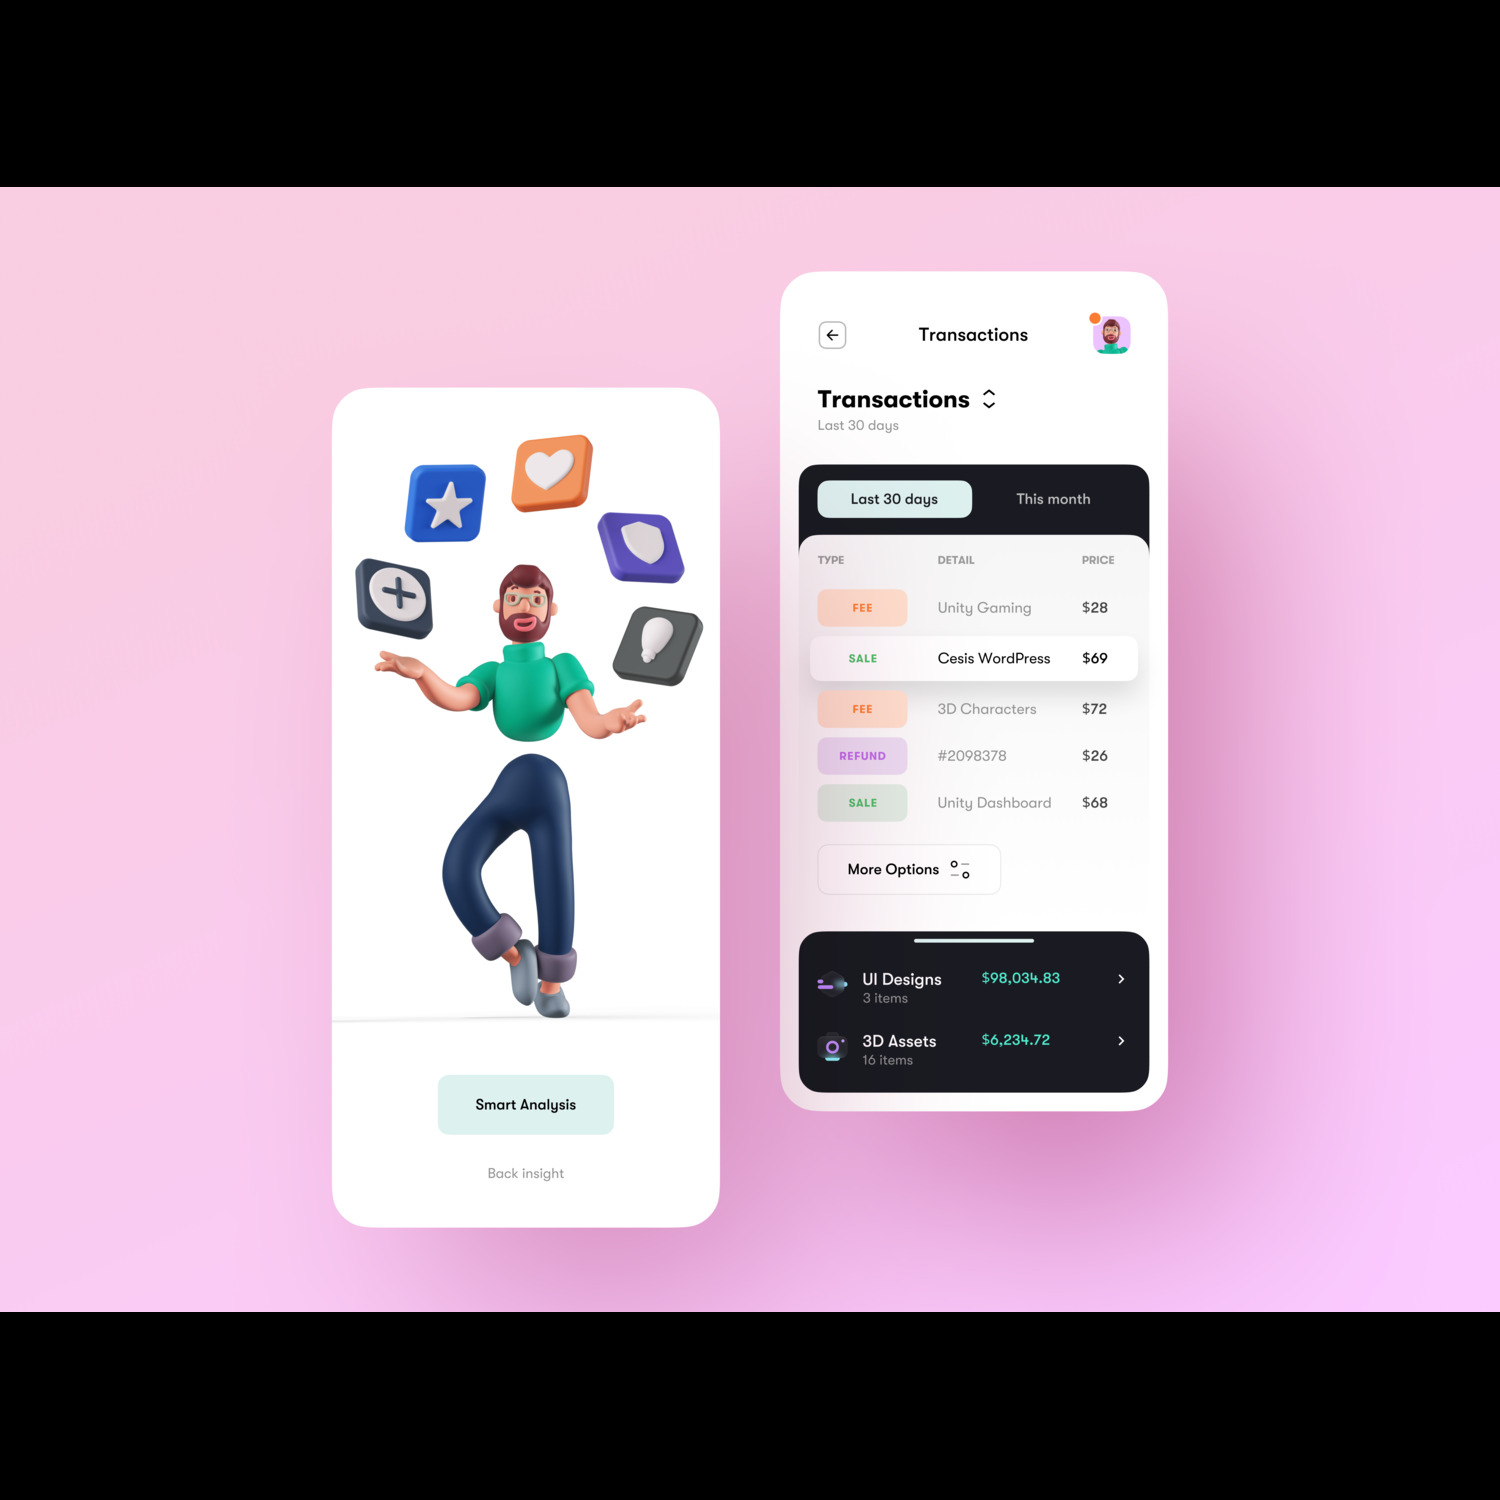 Transactions
Transactions
Last 30 days
Last 30 days
This month
TYPE DETAIL PRICE
FEE Unity Gaming $28
SALE Cesis WordPress $69
FEE 3D Characters $72
REFUND #2098378 $26
SALE Unity Dashboard $68
More Options
UI Designs $98,034.83
3 items
3D Assets $6,234.72
16 items
Smart Analysis
Back insight